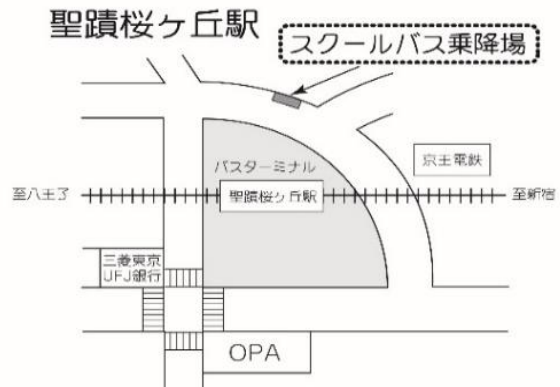 聖蹟桜ヶ丘駅
スクールバス乗降場
バスターミナル
京王電鉄
至八王子
聖蹟桜ヶ丘駅
至新宿
三菱東京
UFJ銀行
OPA